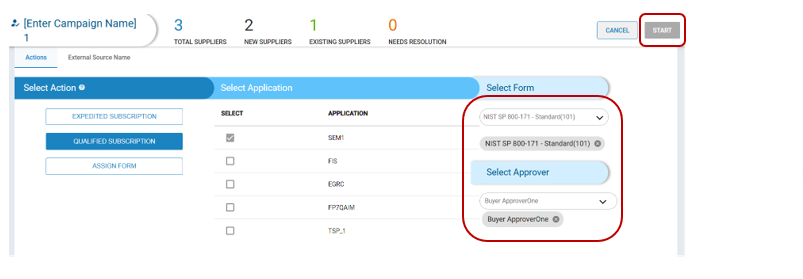 [Enter Campaign Name]
1
3
TOTAL SUPPLIERS
2
NEW SUPPLIERS
1
EXISTING SUPPLIERS
0
NEEDS RESOLUTION
CANCEL
START
Actions
External Source Name
Select Action
Select Application
Select Form
EXPEDITED SUBSCRIPTION
QUALIFIED SUBSCRIPTION
ASSIGN FORM
SELECT
APPLICATION
SEM1
FIS
EGRC
FP7QAIM
TSP_1
NIST SP 800-171 - Standard(101)
NIST SP 800-171 - Standard(101)
Select Approver
Buyer ApproverOne
Buyer ApproverOne